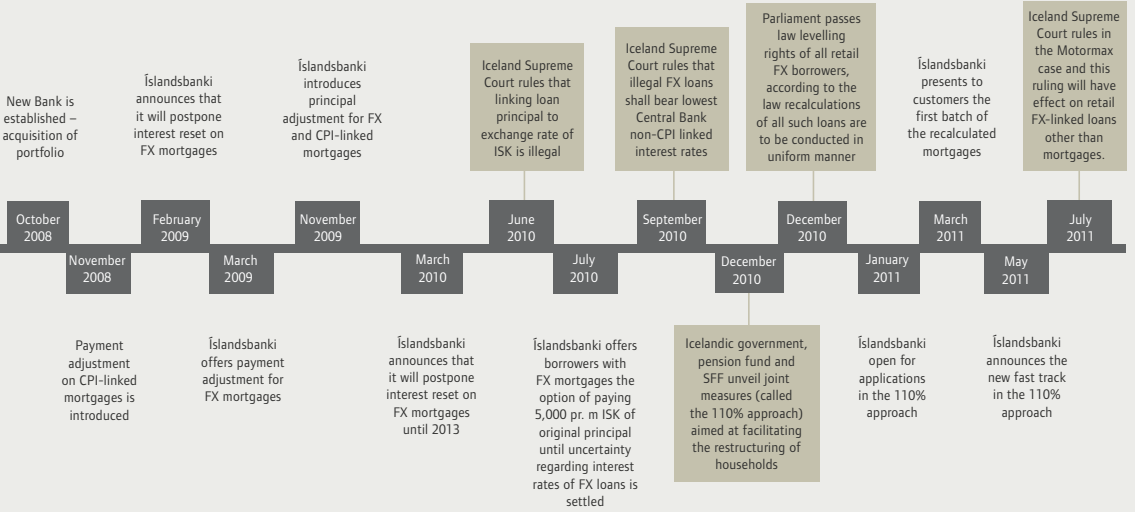 New Bank is
established –
acquisition of
portfolio
October
2008
November
2008
Payment
adjustment
on CPI-linked
mortgages is
introduced
Íslandsbanki
announces that
it will postpone
interest reset on
FX mortgages
February
2009
March
2009
Íslandsbanki
offers payment
adjustment for
FX mortgages
Íslandsbanki
introduces
principal
adjustment for FX
and CPI-linked
mortgages
November
2009
March
2010
Íslandsbanki
announces that
it will postpone
interest reset on
FX mortgages
until 2013
Iceland Supreme
Court rules that
linking loan
principal to
exchange rate of
ISK is illegal
June
2010
July
2010
Íslandsbanki offers
borrowers with
FX mortgages the
option of paying
5,000 pr. m ISK of
original principal
until uncertainty
regarding interest
rates of FX loans is
settled
Iceland Supreme
Court rules that
illegal FX loans
shall bear lowest
Central Bank
non-CPI linked
interest rates
September
2010
December
2010
Icelandic government,
pension fund and
SFF unveil joint
measures (called
the 110% approach)
aimed at facilitating
the restructuring of
households
Parliament passes
law levelling
rights of all retail
FX borrowers,
according to the
law recalculations
of all such loans are
to be conducted in
uniform manner
December
2010
January
2011
Íslandsbanki
open for
applications
in the 110%
approach
Íslandsbanki
presents to
customers the
first batch of
the recalculated
mortgages
March
2011
May
2011
Íslandsbanki
announces the
new fast track
in the 110%
approach
Iceland Supreme
Court rules in
the Motormax
case and this
ruling will have
effect on retail
FX-linked loans
other than
mortgages.
July
2011